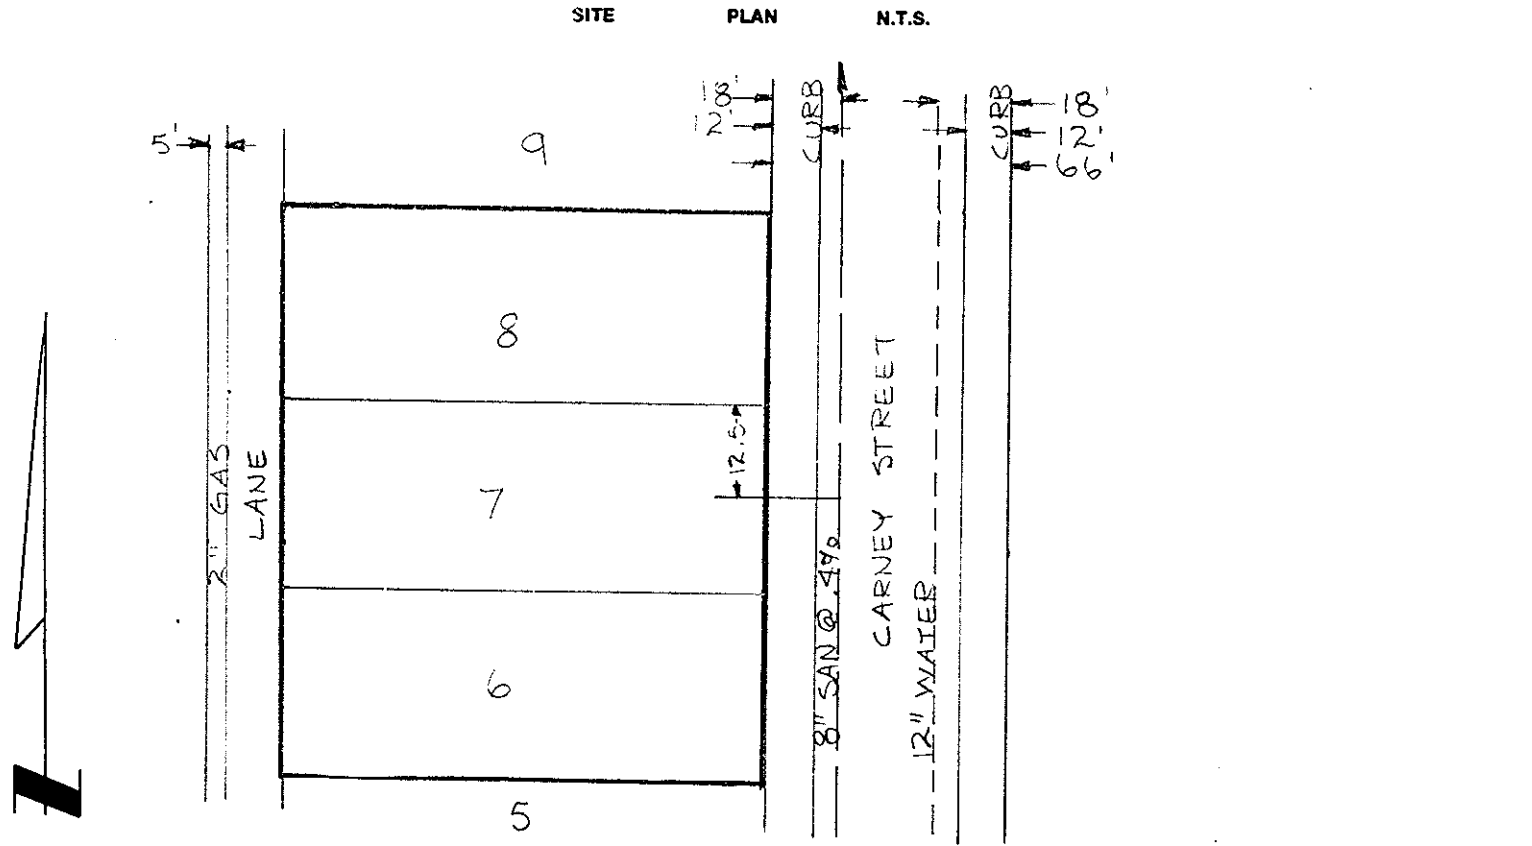 SITE PLAN N.T.S.
18'
12'
CURB
CURB
18'
12'
66'
5'
9
8
12.5
7
6
5
2" GAS
LANE
8" SAN @ .4%
CARNEY STREET
12" WATER
N